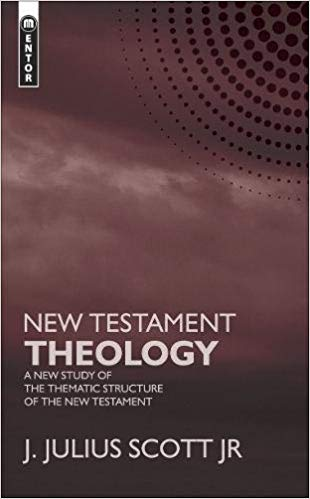 MENTOR
NEW TESTAMENT
THEOLOGY
A NEW STUDY OF
THE THEMATIC STRUCTURE
OF THE NEW TESTAMENT
J. JULIUS SCOTT JR